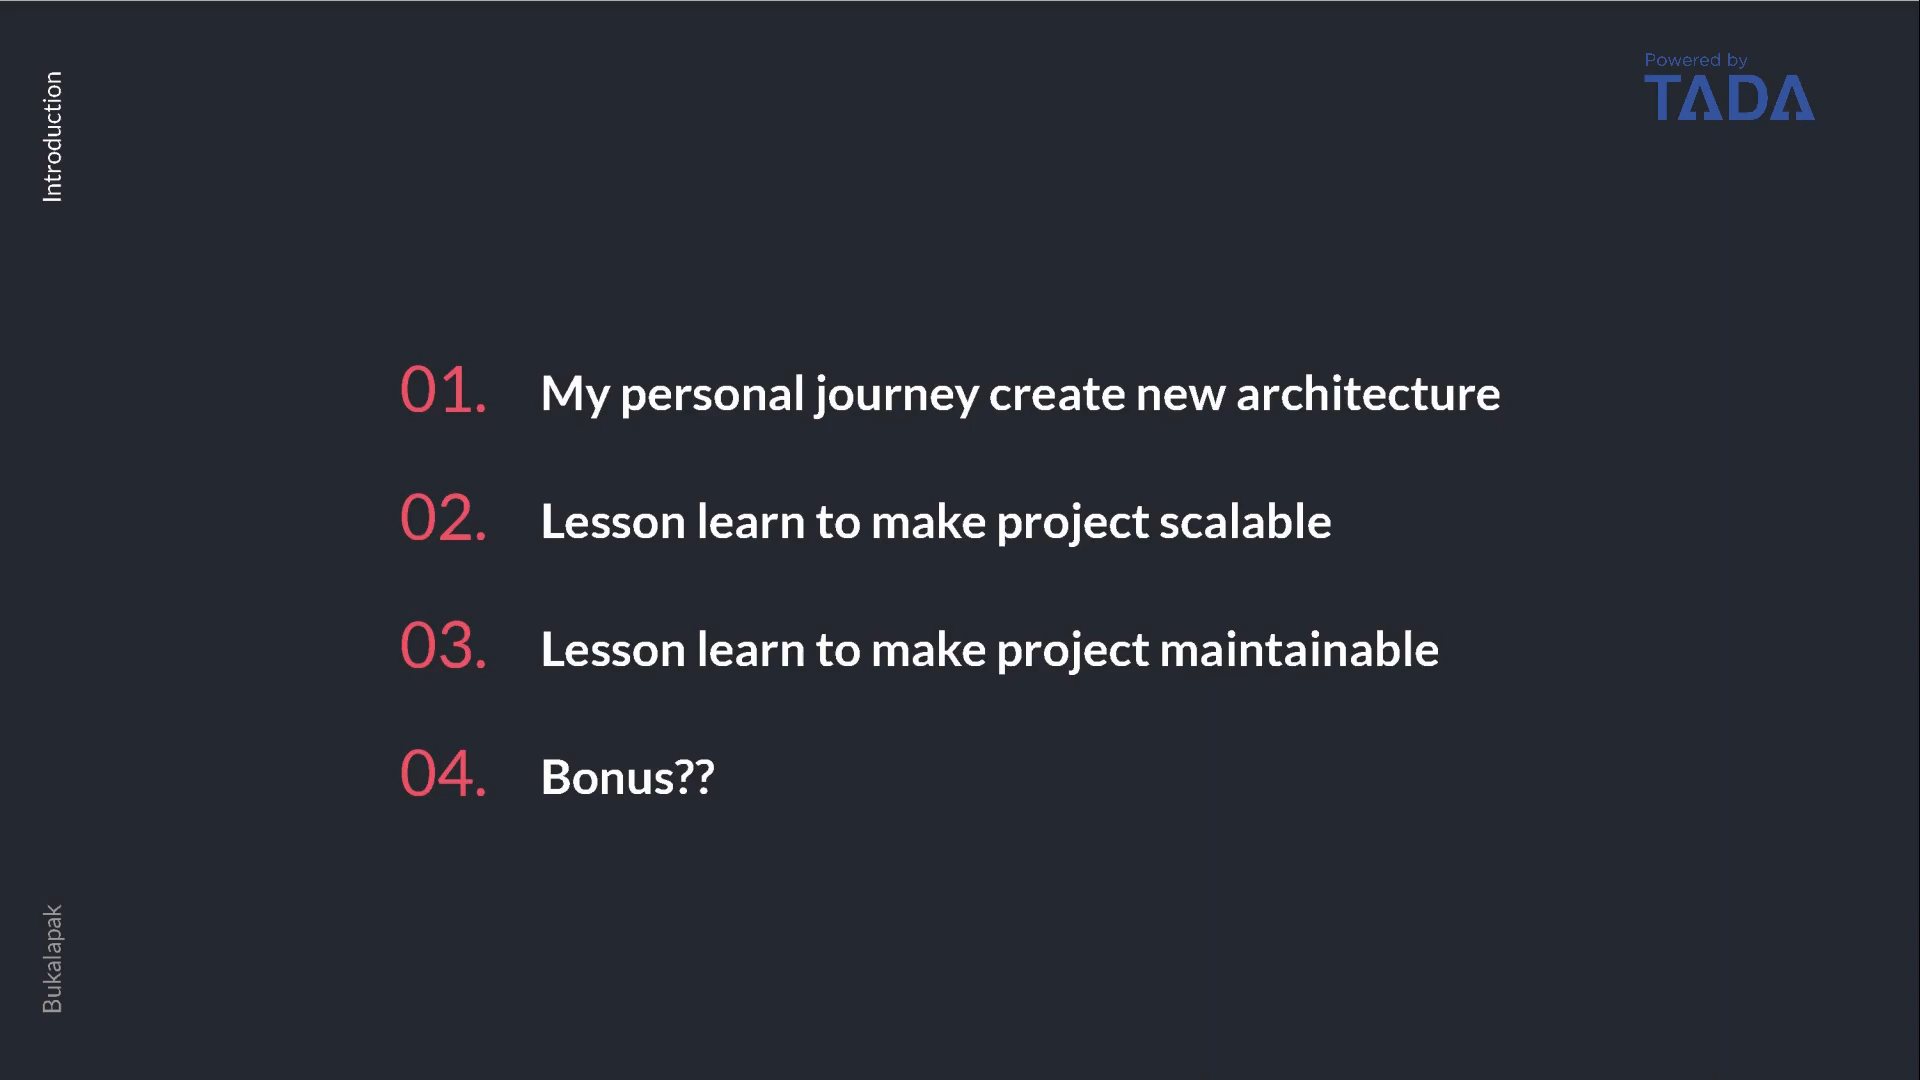 Introduction
Powered by
TADA
01. My personal journey create new architecture
02. Lesson learn to make project scalable
03. Lesson learn to make project maintainable
04. Bonus??
Bukalapak